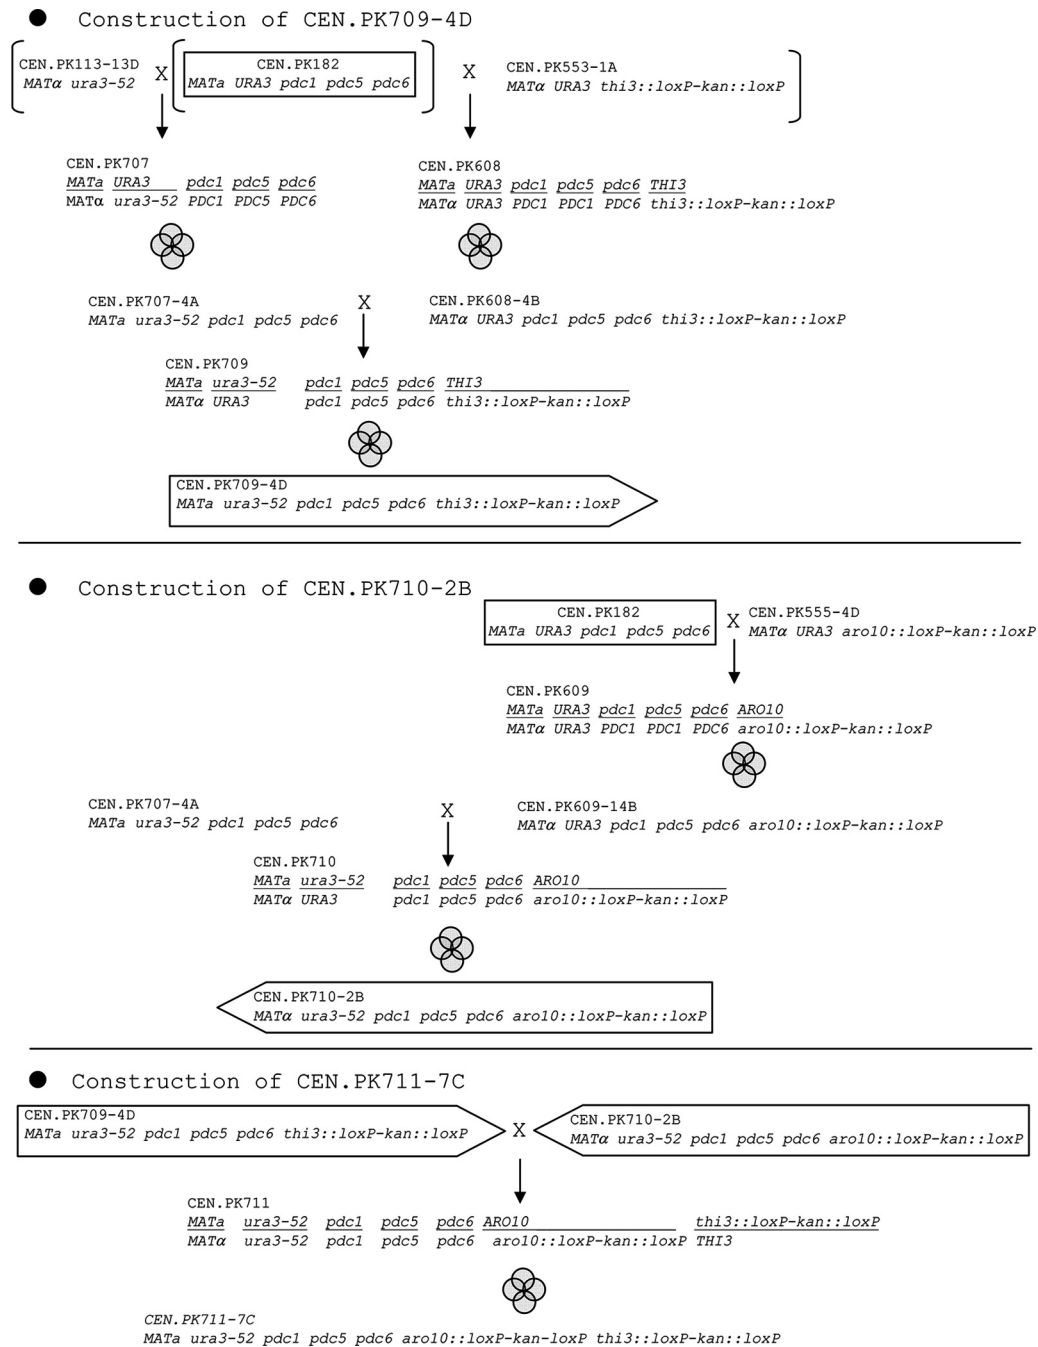 ● Construction of CEN.PK709-4D
CEN.PK113-13D
MATα ura3-52
X
CEN.PK182
MATa URA3 pdc1 pdc5 pdc6
X
CEN.PK553-1A
MATα URA3 thi3::loxP-kan::loxP
CEN.PK707
MATa URA3 pdc1 pdc5 pdc6
MATα ura3-52 PDC1 PDC5 PDC6
CEN.PK608
MATa URA3 pdc1 pdc5 pdc6 THI3
MATα URA3 PDC1 PDC1 PDC6 thi3::loxP-kan::loxP
CEN.PK707-4A
MATa ura3-52 pdc1 pdc5 pdc6
X
CEN.PK608-4B
MATα URA3 pdc1 pdc5 pdc6 thi3::loxP-kan::loxP
CEN.PK709
MATa ura3-52 pdc1 pdc5 pdc6 THI3
MATα URA3 pdc1 pdc5 pdc6 thi3::loxP-kan::loxP
CEN.PK709-4D
MATa ura3-52 pdc1 pdc5 pdc6 thi3::loxP-kan::loxP
● Construction of CEN.PK710-2B
CEN.PK182
MATa URA3 pdc1 pdc5 pdc6
X
CEN.PK555-4D
MATα URA3 aro10::loxP-kan::loxP
CEN.PK609
MATa URA3 pdc1 pdc5 pdc6 ARO10
MATα URA3 PDC1 PDC1 PDC6 aro10::loxP-kan::loxP
CEN.PK707-4A
MATa ura3-52 pdc1 pdc5 pdc6
X
CEN.PK609-14B
MATα URA3 pdc1 pdc5 pdc6 aro10::loxP-kan::loxP
CEN.PK710
MATa ura3-52 pdc1 pdc5 pdc6 ARO10
MATα URA3 pdc1 pdc5 pdc6 aro10::loxP-kan::loxP
CEN.PK710-2B
MATα ura3-52 pdc1 pdc5 pdc6 aro10::loxP-kan::loxP
● Construction of CEN.PK711-7C
CEN.PK709-4D
MATa ura3-52 pdc1 pdc5 pdc6 thi3::loxP-kan::loxP
X
CEN.PK710-2B
MATα ura3-52 pdc1 pdc5 pdc6 aro10::loxP-kan::loxP
CEN.PK711
MATa ura3-52 pdc1 pdc5 pdc6 ARO10 thi3::loxP-kan::loxP
MATα ura3-52 pdc1 pdc5 pdc6 aro10::loxP-kan::loxP THI3
CEN.PK711-7C
MATa ura3-52 pdc1 pdc5 pdc6 aro10::loxP-kan-loxP thi3::loxP-kan::loxP